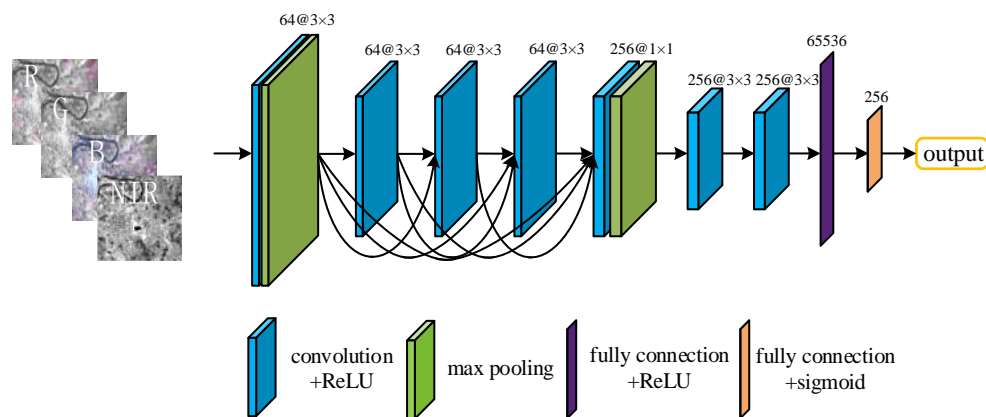 64@3×3
64@3×3
64@3×3
64@3×3
256@1×1
256@3×3
256@3×3
65536
256
R
G
B
NIR
output
convolution
+ReLU
max pooling
fully connection
+ReLU
fully connection
+sigmoid